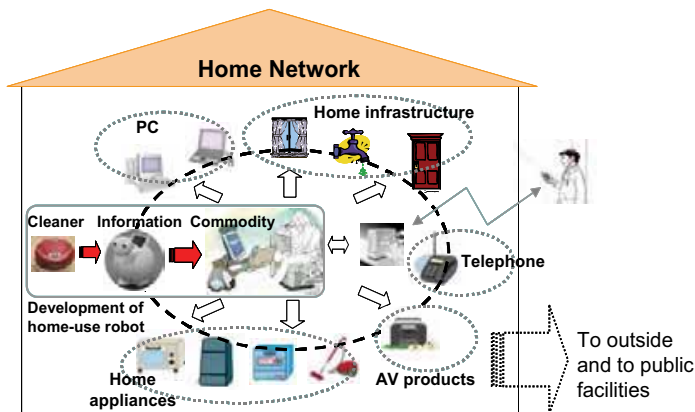 Home Network
PC
Home infrastructure
Cleaner
Information
Commodity
Telephone
Development of
home-use robot
Home
appliances
AV products
To outside
and to public
facilities